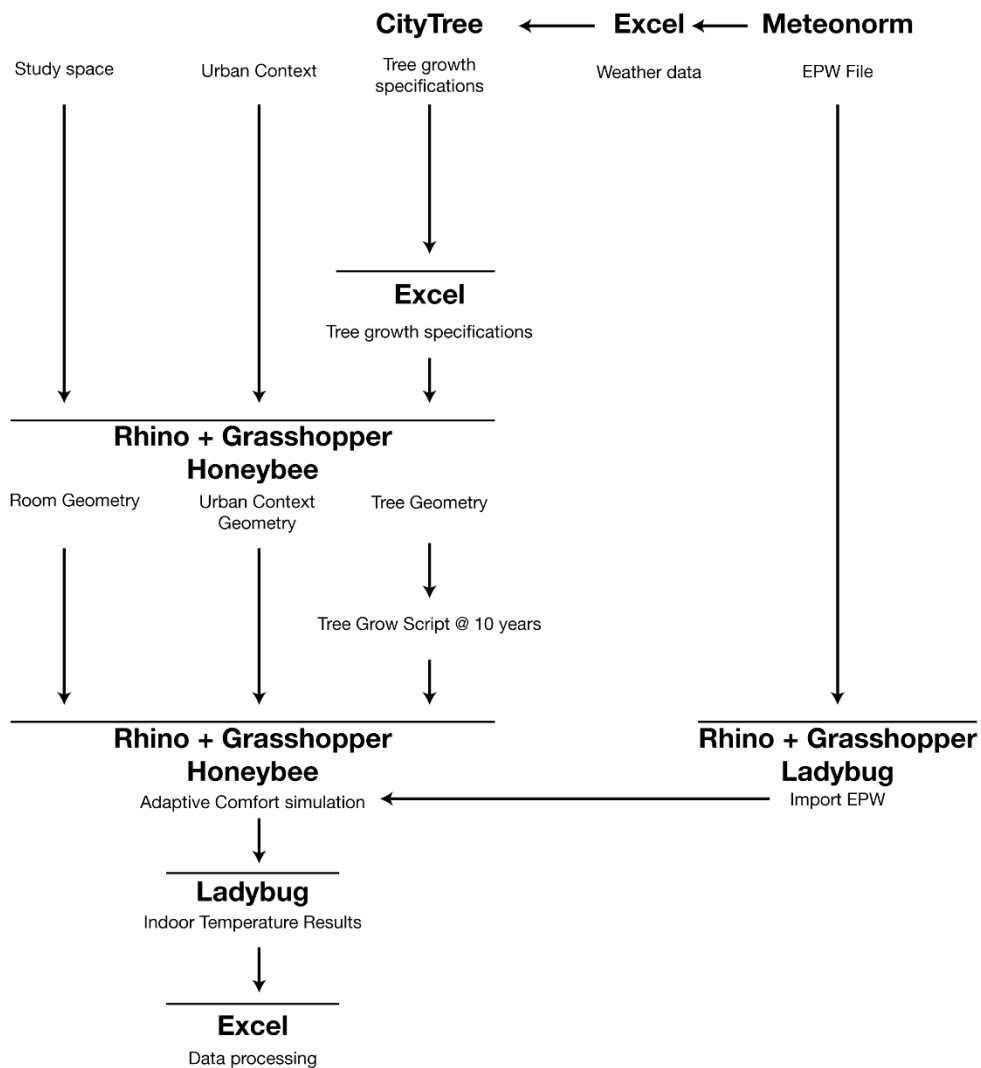 CityTree
Excel
Meteonorm
Study space
Urban Context
Tree growth
specifications
Weather data
EPW File
Excel
Tree growth specifications
Rhino + Grasshopper
Honeybee
Room Geometry
Urban Context
Geometry
Tree Geometry
Tree Grow Script @ 10 years
Rhino + Grasshopper
Honeybee
Adaptive Comfort simulation
Rhino + Grasshopper
Ladybug
Import EPW
Ladybug
Indoor Temperature Results
Excel
Data processing